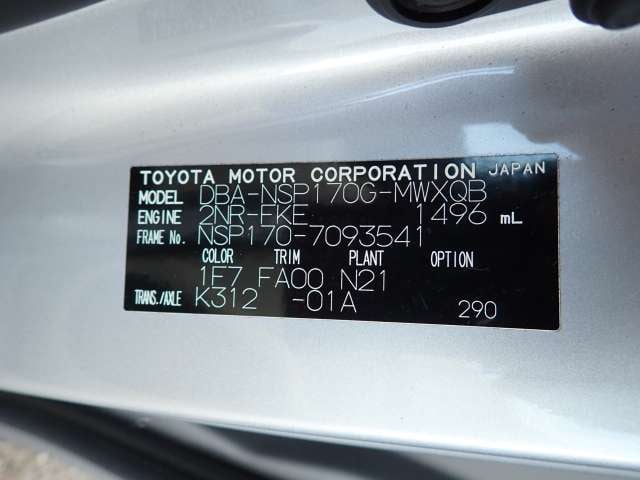 TOYOTA MOTOR CORPORATION JAPAN
MODEL DBA-NSP170G-MWXQB
ENGINE 2NR-FKE 1496 mL
FRAME No. NSP170-7093541
COLOR TRIM PLANT OPTION
1F7 FA00 N21
TRANS./AXLE K312 -01A 290